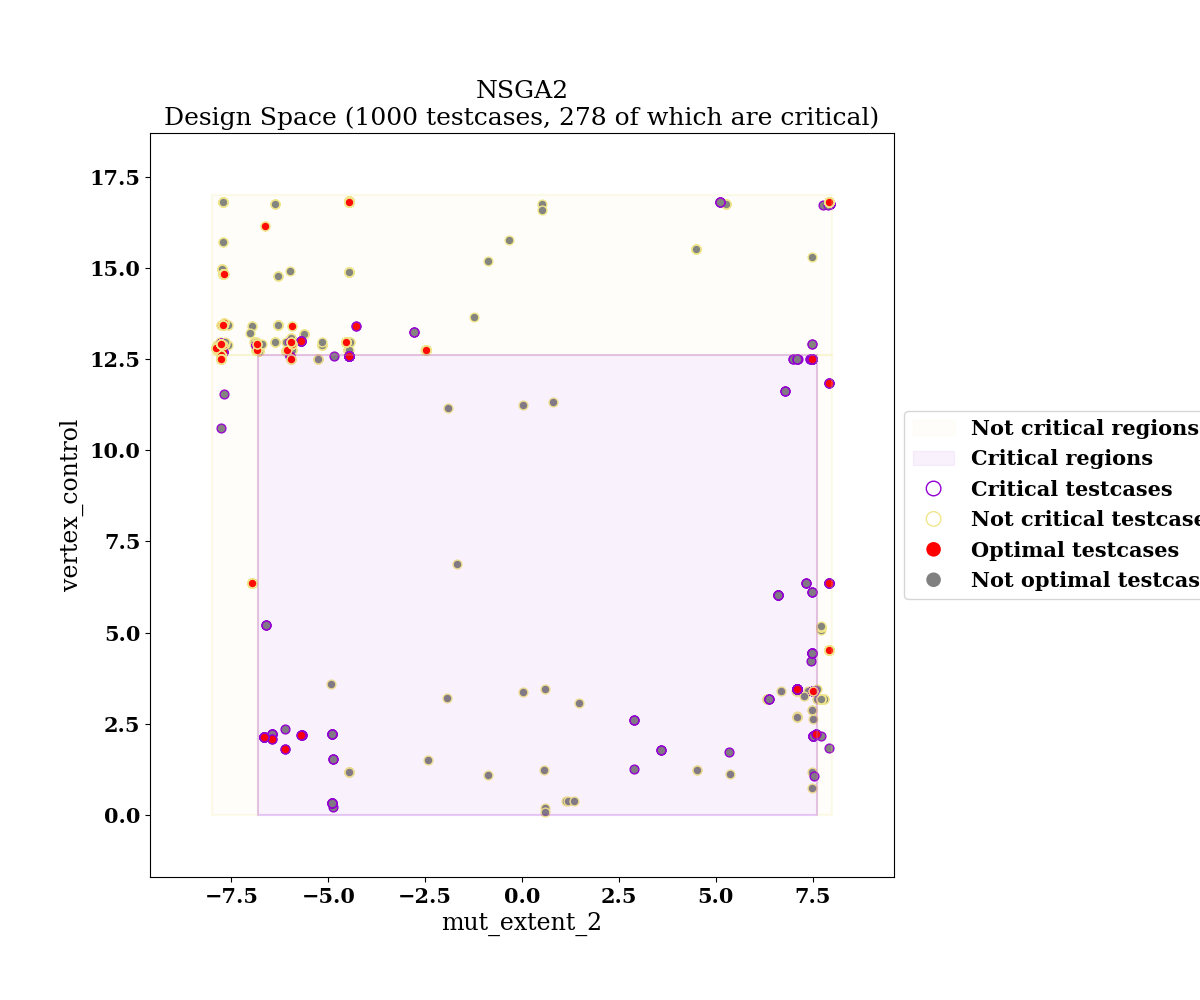 NSGA2
Design Space (1000 testcases, 278 of which are critical)
17.5
15.0
12.5
10.0
7.5
5.0
2.5
0.0
vertex_control
−7.5
−5.0
−2.5
0.0
2.5
5.0
7.5
mut_extent_2
Not critical regions
Critical regions
Critical testcases
Not critical testcase
Optimal testcases
Not optimal testcas